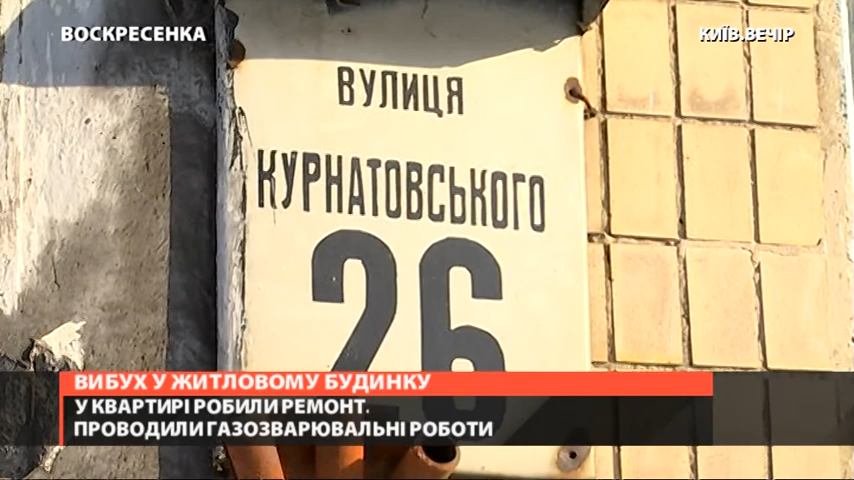 ВОСКРЕСЕНКА
КИЇВ.ВЕЧІР
ВУЛИЦЯ
КУРНАТОВСЬКОГО
26
ВИБУХ У ЖИТЛОВОМУ БУДИНКУ
У КВАРТИРІ РОБИЛИ РЕМОНТ.
ПРОВОДИЛИ ГАЗОЗВАРЮВАЛЬНІ РОБОТИ